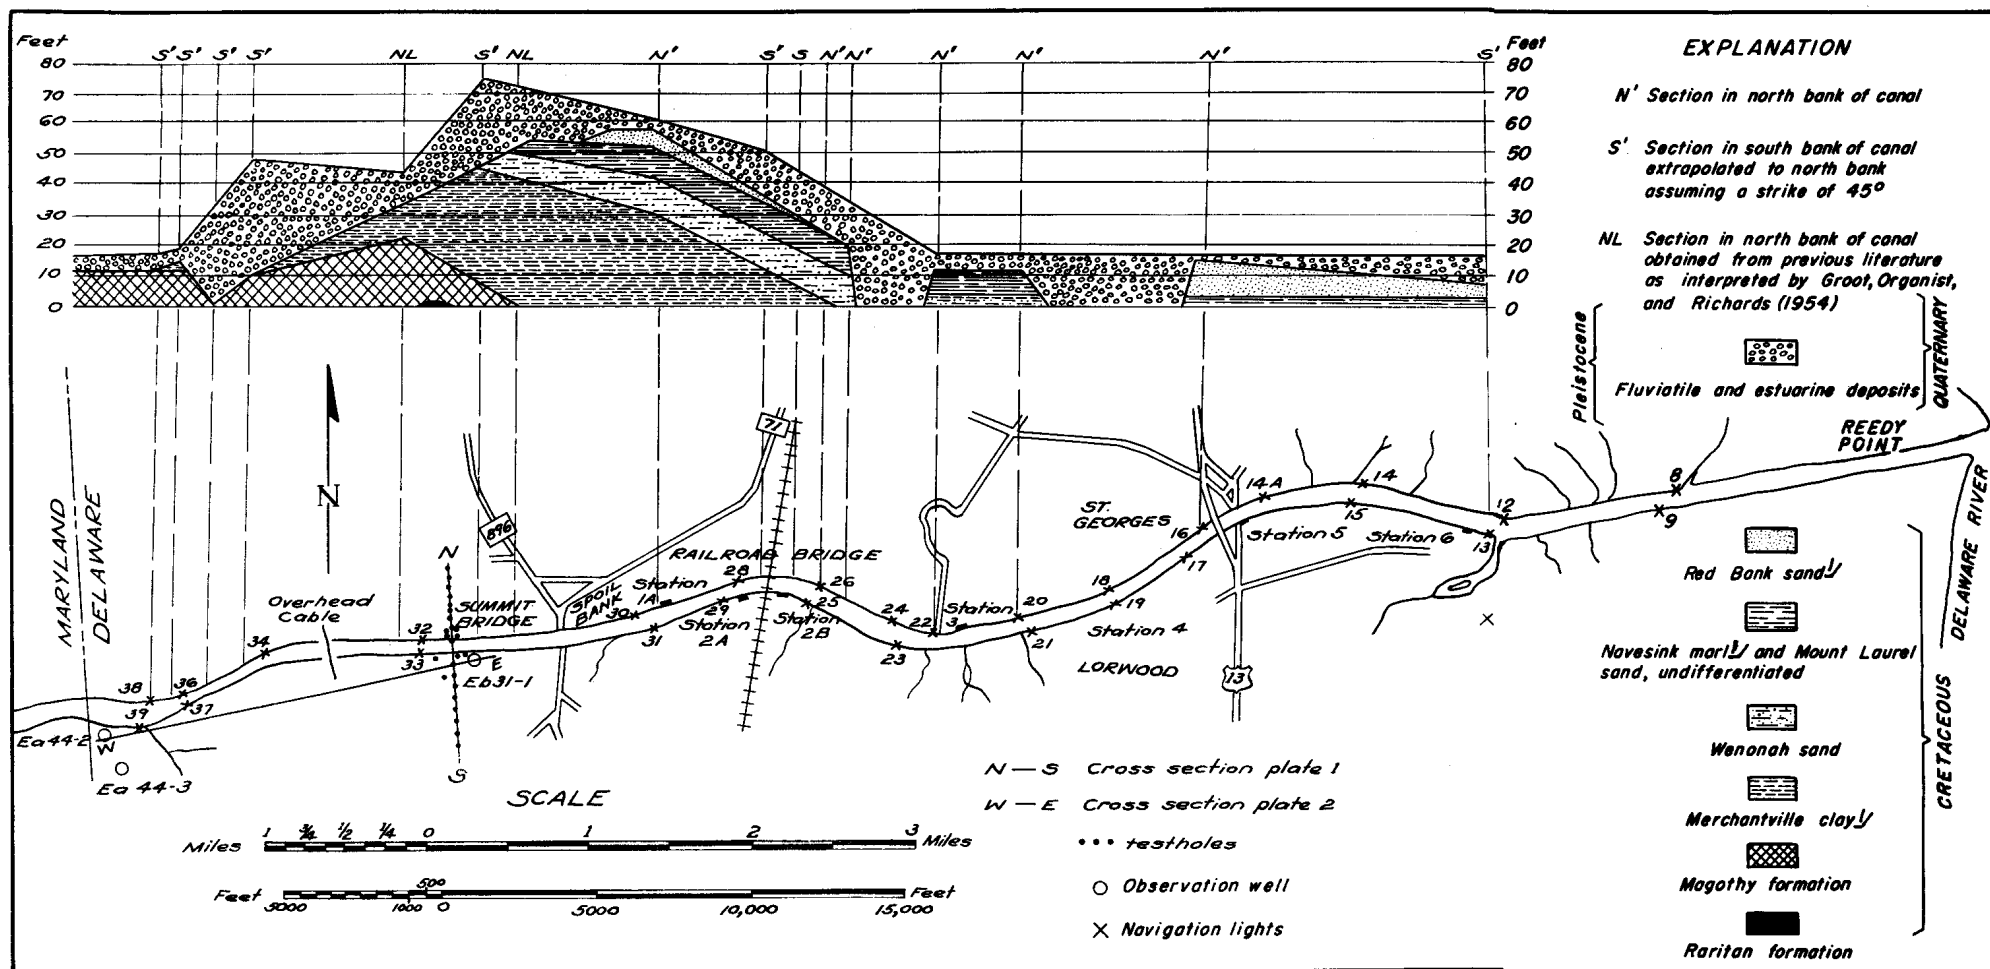 Feet
S' S' S' S' NL S' NL N' S' S N' N' N' N' N' S'
Feet
80
70
60
50
40
30
20
10
0
80
70
60
50
40
30
20
10
0
EXPLANATION
N' Section in north bank of canal
S' Section in south bank of canal
extrapolated to north bank
assuming a strike of 45°
NL Section in north bank of canal
obtained from previous literature
as interpreted by Groot, Organist,
and Richards (1954)
Pleistocene
QUATERNARY
Fluviatile and estuarine deposits
Red Bank sand 1/
Navesink marl 1/ and Mount Laurel
sand, undifferentiated
Wenonah sand
Merchantville clay 1/
Magothy formation
Raritan formation
CRETACEOUS
MARYLAND
DELAWARE
N
Overhead
Cable
N
SUMMIT
BRIDGE
896
SPOIL
BANK
71
RAILROAD BRIDGE
Station
1A
Station
2A
Station
2B
Station
3
Station 4
Station 5
Station 6
ST.
GEORGES
LORWOOD
13
REEDY
POINT
DELAWARE RIVER
38
39
36
37
34
32
33
30
31
28
29
26
25
24
23
22
20
21
18
19
16
17
14A
14
15
12
13
8
9
Ea 44-2
W
Ea 44-3
E
Eb31-1
S
SCALE
1 3/4 1/2 1/4 0 1 2 3
Miles
Miles
500
Feet
Feet
5000 1000 0 5000 10,000 15,000
N — S Cross section plate 1
W — E Cross section plate 2
testholes
Observation well
Navigation lights